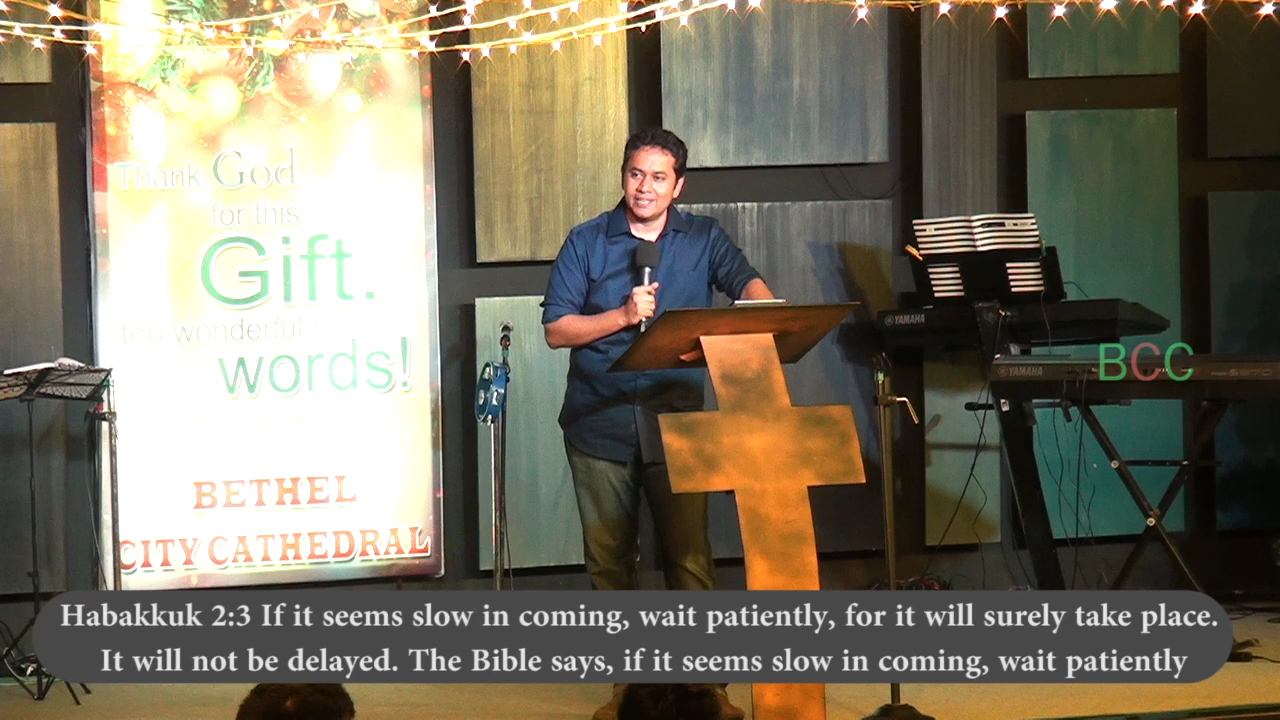 Thank God
for this
Gift.
too wonderful
words!
BETHEL
CITY CATHEDRAL
YAMAHA
YAMAHA
BCC
Habakkuk 2:3 If it seems slow in coming, wait patiently, for it will surely take place.
It will not be delayed. The Bible says, if it seems slow in coming, wait patiently